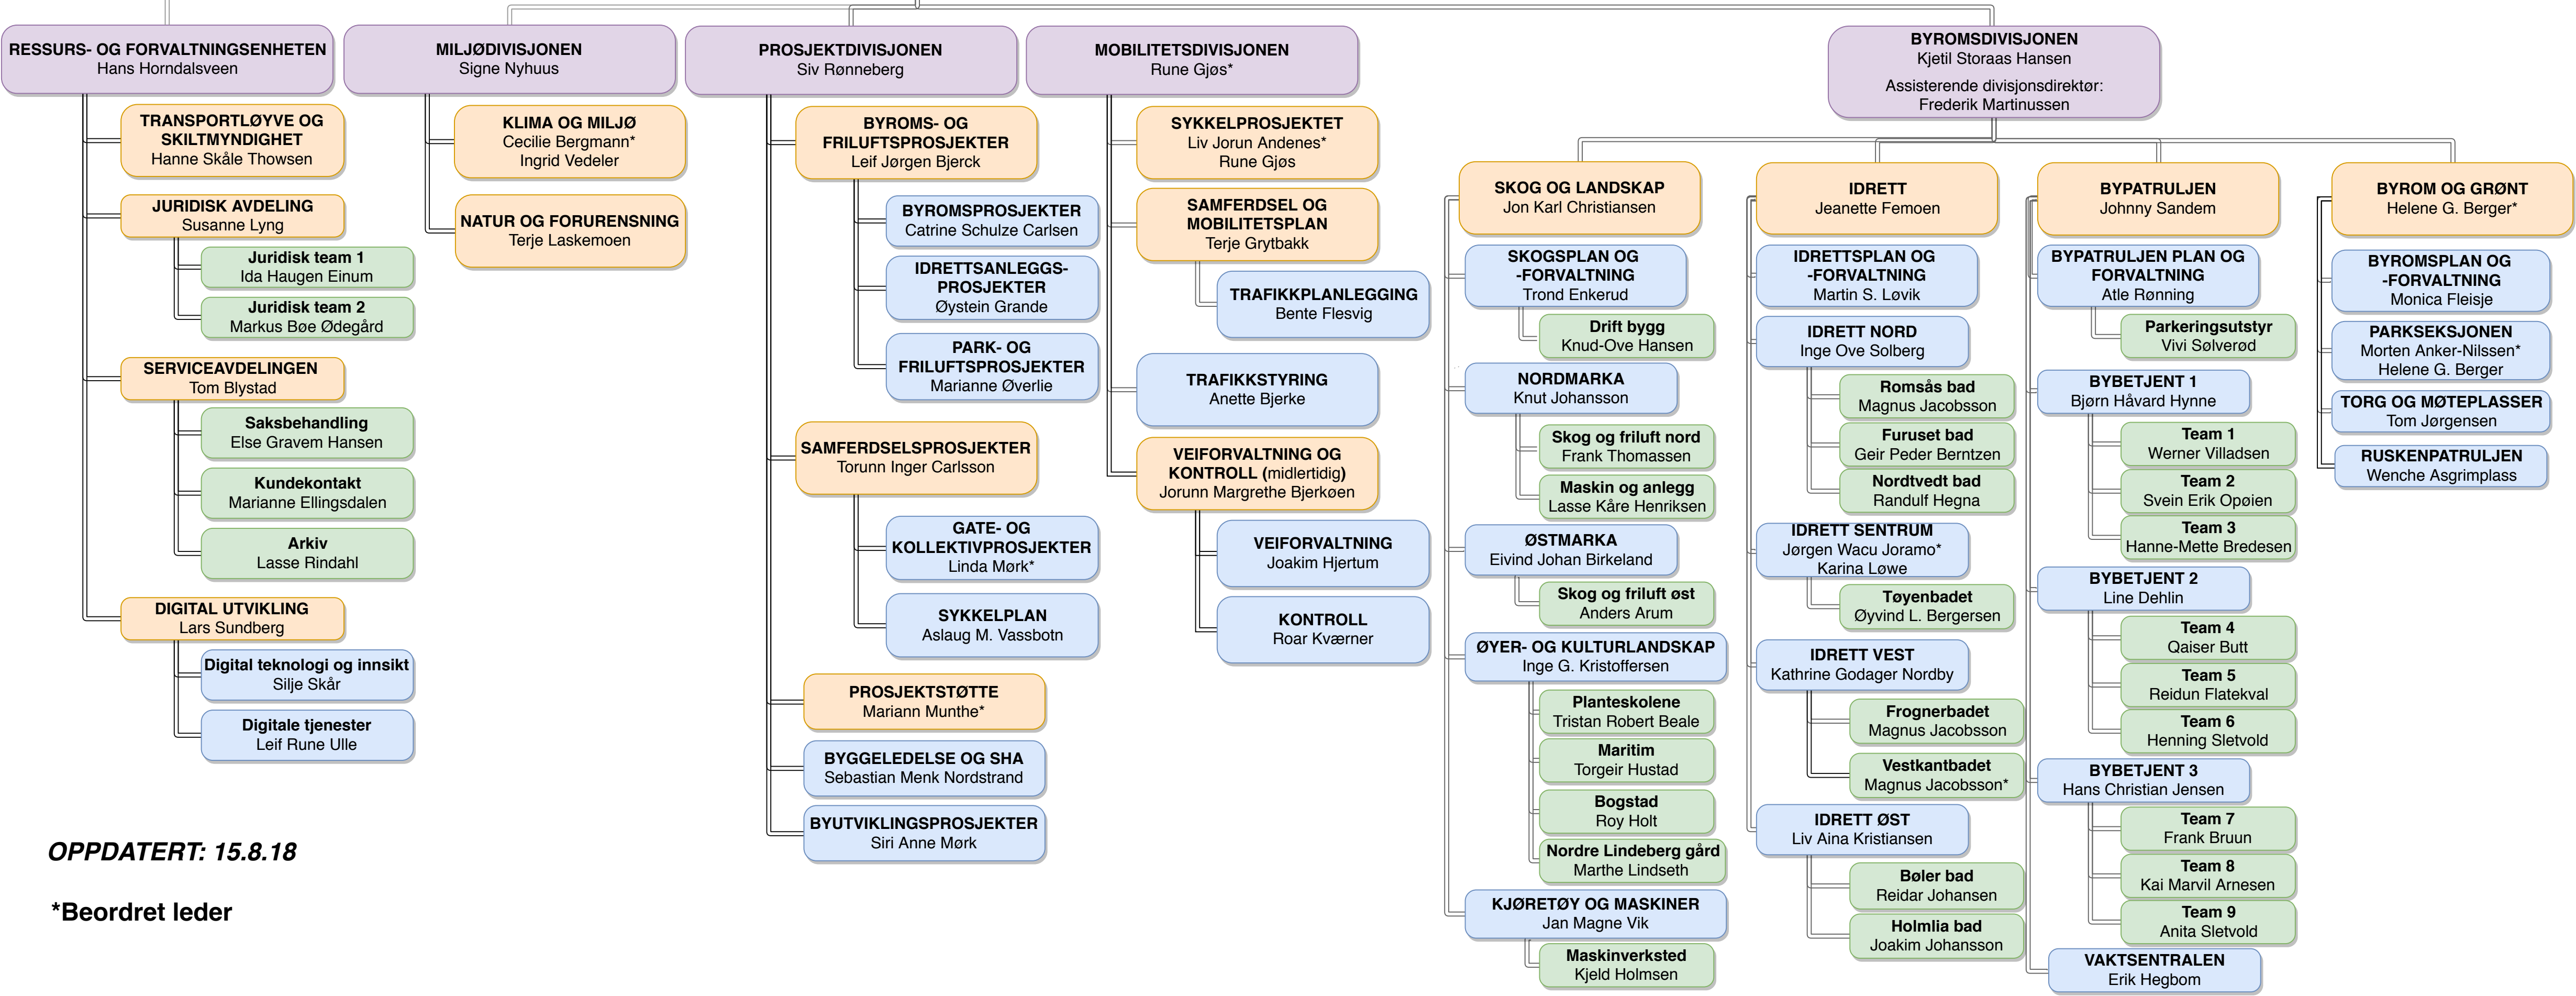 RESSURS- OG FORVALTNINGSENHETEN
Hans Horndalsveen
TRANSPORTLØYVE OG
SKILTMYNDIGHET
Hanne Skåle Thowsen
JURIDISK AVDELING
Susanne Lyng
Juridisk team 1
Ida Haugen Einum
Juridisk team 2
Markus Bøe Ødegård
SERVICEAVDELINGEN
Tom Blystad
Saksbehandling
Else Gravem Hansen
Kundekontakt
Marianne Ellingsdalen
Arkiv
Lasse Rindahl
DIGITAL UTVIKLING
Lars Sundberg
Digital teknologi og innsikt
Silje Skår
Digitale tjenester
Leif Rune Ulle
OPPDATERT: 15.8.18
*Beordret leder
MILJØDIVISJONEN
Signe Nyhuus
KLIMA OG MILJØ
Cecilie Bergmann*
Ingrid Vedeler
NATUR OG FORURENSNING
Terje Laskemoen
PROSJEKTDIVISJONEN
Siv Rønneberg
BYROMS- OG
FRILUFTSPROSJEKTER
Leif Jørgen Bjerck
BYROMSPROSJEKTER
Catrine Schulze Carlsen
IDRETTSANLEGGS-
PROSJEKTER
Øystein Grande
PARK- OG
FRILUFTSPROSJEKTER
Marianne Øverlie
SAMFERDSELSPROSJEKTER
Torunn Inger Carlsson
GATE- OG
KOLLEKTIVPROSJEKTER
Linda Mørk*
SYKKELPLAN
Aslaug M. Vassbotn
PROSJEKTSTØTTE
Mariann Munthe*
BYGGELEDELSE OG SHA
Sebastian Menk Nordstrand
BYUTVIKLINGSPROSJEKTER
Siri Anne Mørk
MOBILITETSDIVISJONEN
Rune Gjøs*
SYKKELPROSJEKTET
Liv Jorun Andenes*
Rune Gjøs
SAMFERDSEL OG
MOBILITETSPLAN
Terje Grytbakk
TRAFIKKPLANLEGGING
Bente Flesvig
TRAFIKKSTYRING
Anette Bjerke
VEIFORVALTNING OG
KONTROLL (midlertidig)
Jorunn Margrethe Bjerkøen
VEIFORVALTNING
Joakim Hjertum
KONTROLL
Roar Kværner
BYROMSDIVISJONEN
Kjetil Storaas Hansen
Assisterende divisjonsdirektør:
Frederik Martinussen
SKOG OG LANDSKAP
Jon Karl Christiansen
SKOGSPLAN OG
-FORVALTNING
Trond Enkerud
Drift bygg
Knud-Ove Hansen
NORDMARKA
Knut Johansson
Skog og friluft nord
Frank Thomassen
Maskin og anlegg
Lasse Kåre Henriksen
ØSTMARKA
Eivind Johan Birkeland
Skog og friluft øst
Anders Arum
ØYER- OG KULTURLANDSKAP
Inge G. Kristoffersen
Planteskolene
Tristan Robert Beale
Maritim
Torgeir Hustad
Bogstad
Roy Holt
Nordre Lindeberg gård
Marthe Lindseth
KJØRETØY OG MASKINER
Jan Magne Vik
Maskinverksted
Kjeld Holmsen
IDRETT
Jeanette Femoen
IDRETTSPLAN OG
-FORVALTNING
Martin S. Løvik
IDRETT NORD
Inge Ove Solberg
Romsås bad
Magnus Jacobsson
Furuset bad
Geir Peder Berntzen
Nordtvedt bad
Randulf Hegna
IDRETT SENTRUM
Jørgen Wacu Joramo*
Karina Løwe
Tøyenbadet
Øyvind L. Bergersen
IDRETT VEST
Kathrine Godager Nordby
Frognerbadet
Magnus Jacobsson
Vestkantbadet
Magnus Jacobsson*
IDRETT ØST
Liv Aina Kristiansen
Bøler bad
Reidar Johansen
Holmlia bad
Joakim Johansson
BYPATRULJEN
Johnny Sandem
BYPATRULJEN PLAN OG
FORVALTNING
Atle Rønning
Parkeringsutstyr
Vivi Sølverød
BYBETJENT 1
Bjørn Håvard Hynne
Team 1
Werner Villadsen
Team 2
Svein Erik Opøien
Team 3
Hanne-Mette Bredesen
BYBETJENT 2
Line Dehlin
Team 4
Qaiser Butt
Team 5
Reidun Flatekval
Team 6
Henning Sletvold
BYBETJENT 3
Hans Christian Jensen
Team 7
Frank Bruun
Team 8
Kai Marvil Arnesen
Team 9
Anita Sletvold
VAKTSENTRALEN
Erik Hegbom
BYROM OG GRØNT
Helene G. Berger*
BYROMSPLAN OG
-FORVALTNING
Monica Fleisje
PARKSEKSJONEN
Morten Anker-Nilssen*
Helene G. Berger
TORG OG MØTEPLASSER
Tom Jørgensen
RUSKENPATRULJEN
Wenche Asgrimplass